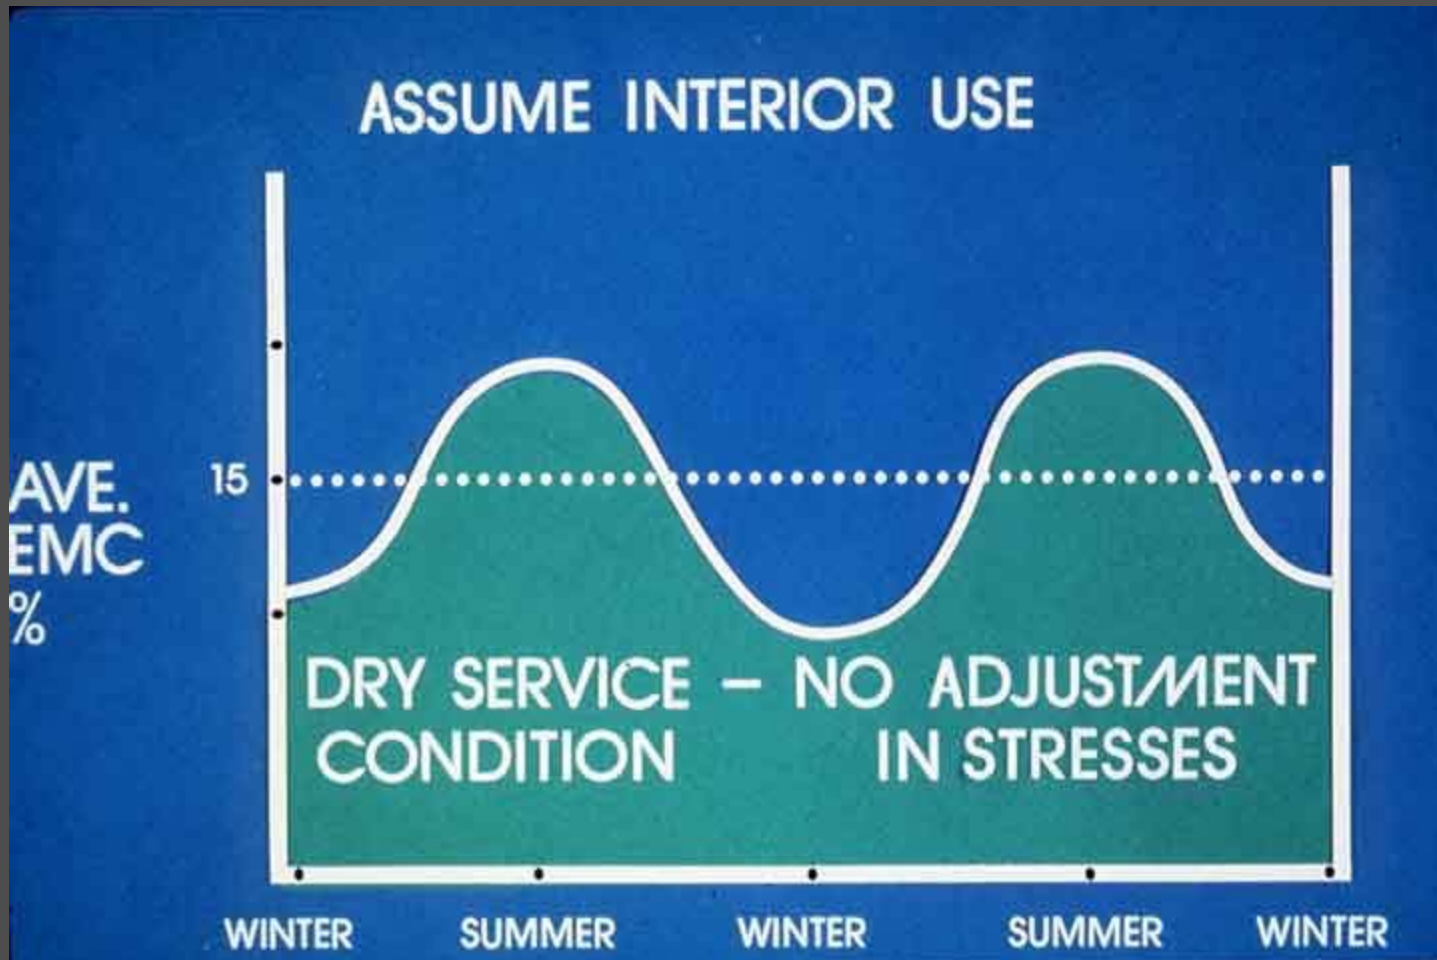 ASSUME INTERIOR USE
15
AVE.
EMC
%
DRY SERVICE – NO ADJUSTMENT
CONDITION IN STRESSES
WINTER SUMMER WINTER SUMMER WINTER